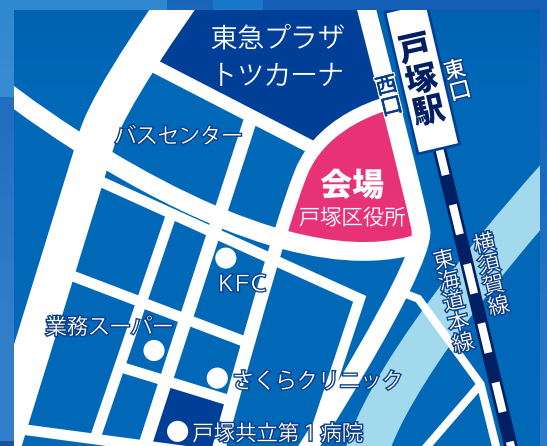 東急プラザ
トツカーナ
戸塚駅
東口
西口
バスセンター
会場
戸塚区役所
KFC
横須賀線
東海道本線
業務スーパー
さくらクリニック
戸塚共立第1病院